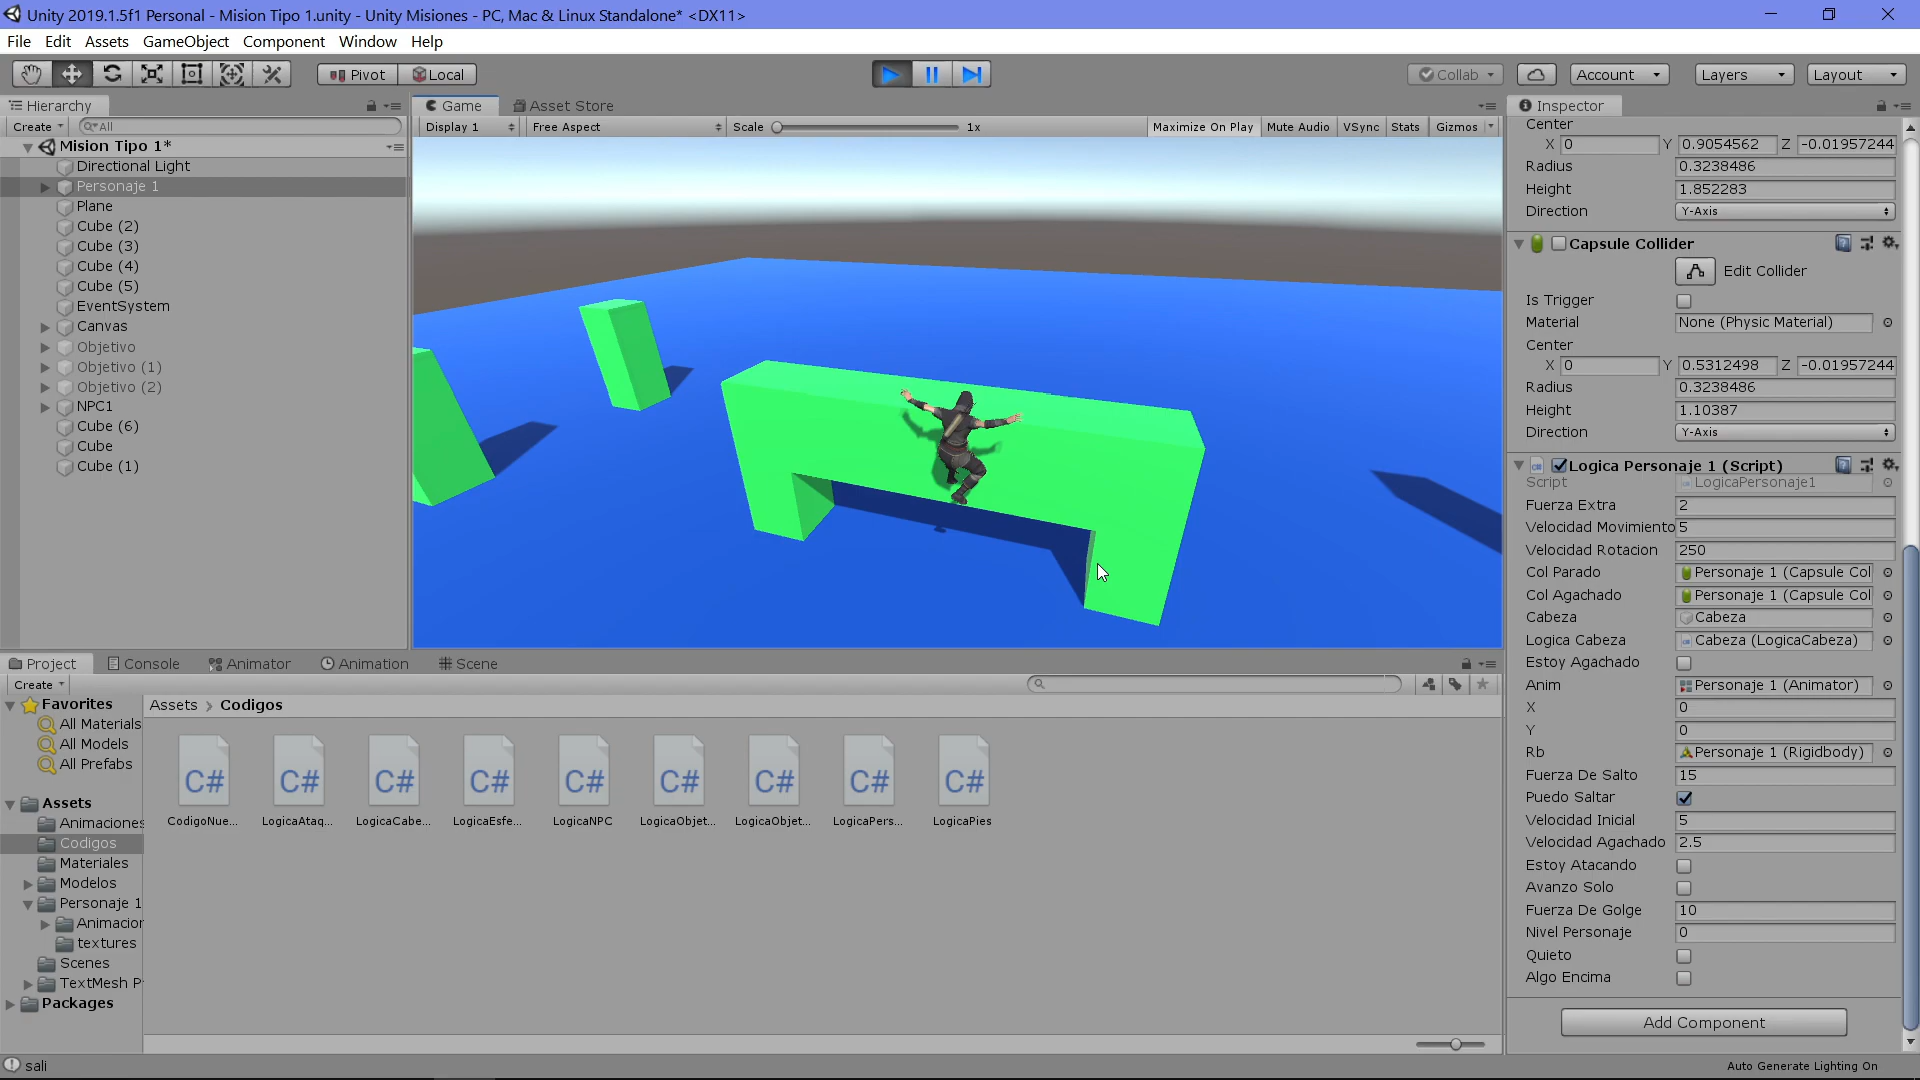 Unity 2019.1.5f1 Personal - Mision Tipo 1.unity - Unity Misiones - PC, Mac & Linux Standalone* <DX11>
File Edit Assets GameObject Component Window Help
Pivot Local Collab Account Layers Layout
Hierarchy
Create All
Mision Tipo 1*
Directional Light
Personaje 1
Plane
Cube (2)
Cube (3)
Cube (4)
Cube (5)
EventSystem
Canvas
Objetivo
Objetivo (1)
Objetivo (2)
NPC1
Cube (6)
Cube
Cube (1)
Game Asset Store
Display 1 Free Aspect Scale 1x Maximize On Play Mute Audio VSync Stats Gizmos
Inspector
Center
X 0 Y 0.9054562 Z -0.01957244
Radius 0.3238486
Height 1.852283
Direction Y-Axis
Capsule Collider
Edit Collider
Is Trigger
Material None (Physic Material)
Center
X 0 Y 0.5312498 Z -0.01957244
Radius 0.3238486
Height 1.10387
Direction Y-Axis
Logica Personaje 1 (Script)
Script LogicaPersonaje1
Fuerza Extra 2
Velocidad Movimiento 5
Velocidad Rotacion 250
Col Parado Personaje 1 (Capsule Col
Col Agachado Personaje 1 (Capsule Col
Cabeza Cabeza
Logica Cabeza Cabeza (LogicaCabeza)
Estoy Agachado
Anim Personaje 1 (Animator)
X 0
Y 0
Rb Personaje 1 (Rigidbody)
Fuerza De Salto 15
Puedo Saltar
Velocidad Inicial 5
Velocidad Agachado 2.5
Estoy Atacando
Avanzo Solo
Fuerza De Golge 10
Nivel Personaje 0
Quieto
Algo Encima
Add Component
Project Console Animator Animation Scene
Create
Favorites
All Materials
All Models
All Prefabs
Assets
Animaciones
Codigos
Materiales
Modelos
Personaje 1
Animacior
textures
Scenes
TextMesh P
Packages
Assets > Codigos
C# C# C# C# C# C# C# C# C#
CodigoNue... LogicaAtaq... LogicaCabe... LogicaEsfe... LogicaNPC LogicaObjet... LogicaObjet... LogicaPers... LogicaPies
sali
Auto Generate Lighting On